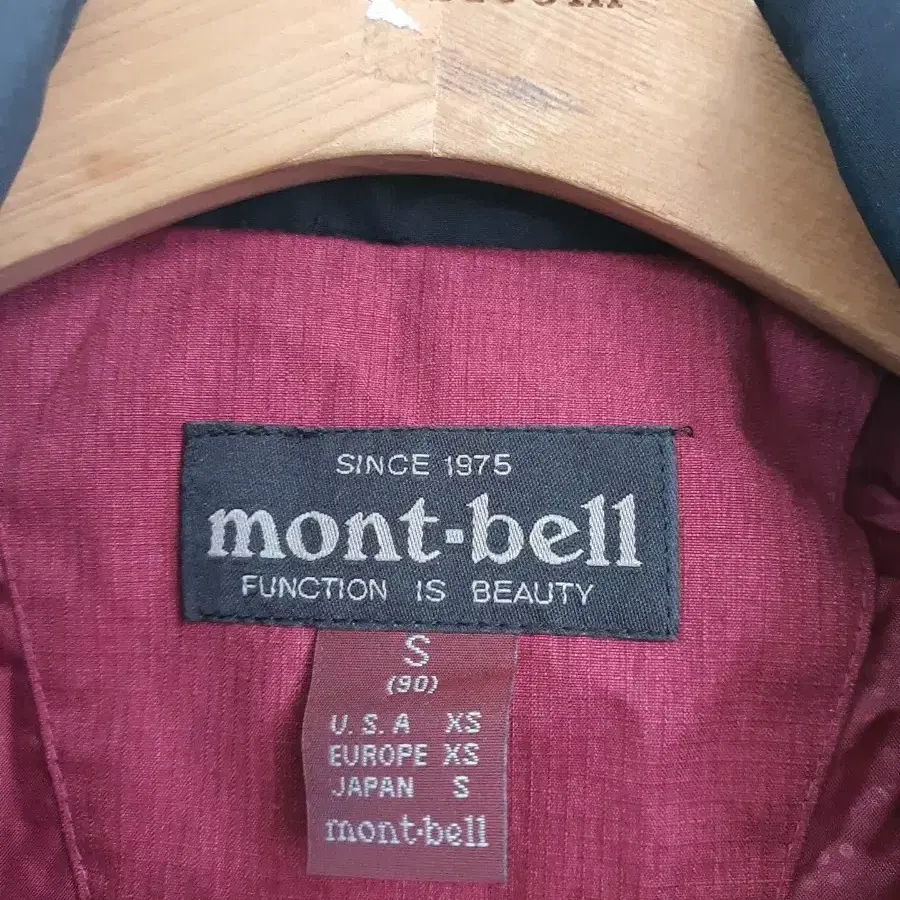 SINCE 1975
mont-bell
FUNCTION IS BEAUTY
S
(90)
U.S.A XS
EUROPE XS
JAPAN S
mont-bell